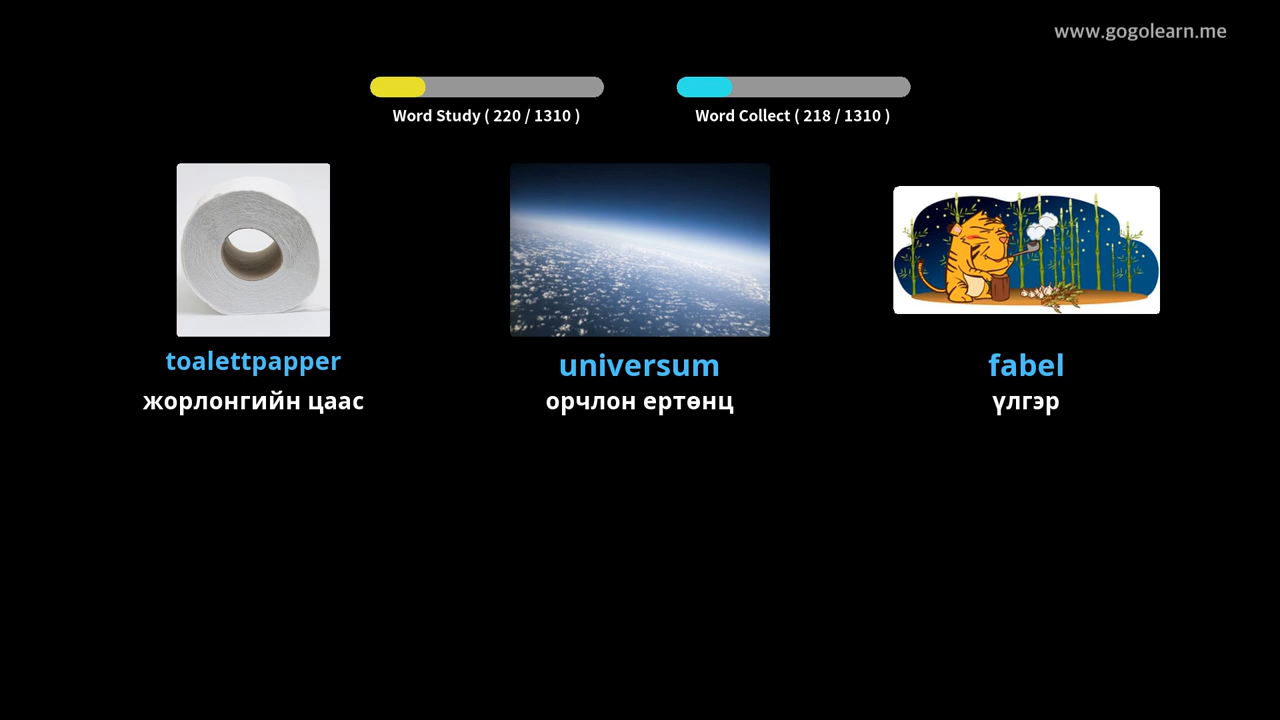 www.gogolearn.me
Word Study ( 220 / 1310 )
Word Collect ( 218 / 1310 )
toalettpapper
universum
fabel
жорлонгийн цаас
орчлон ертөнц
үлгэр